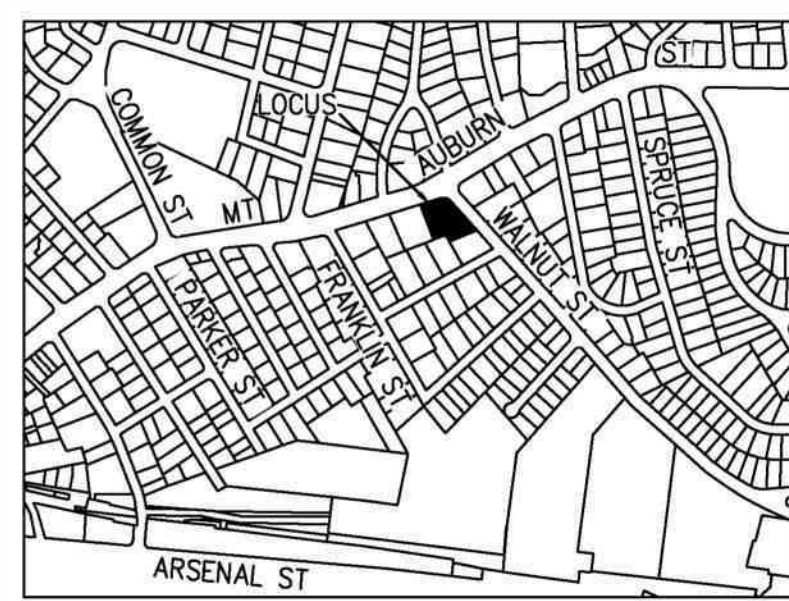 ST
LOCUS
COMMON ST
AUBURN
MT
SPRUCE ST
WALNUT ST.
FRANKLIN ST.
PARKER ST
ARSENAL ST